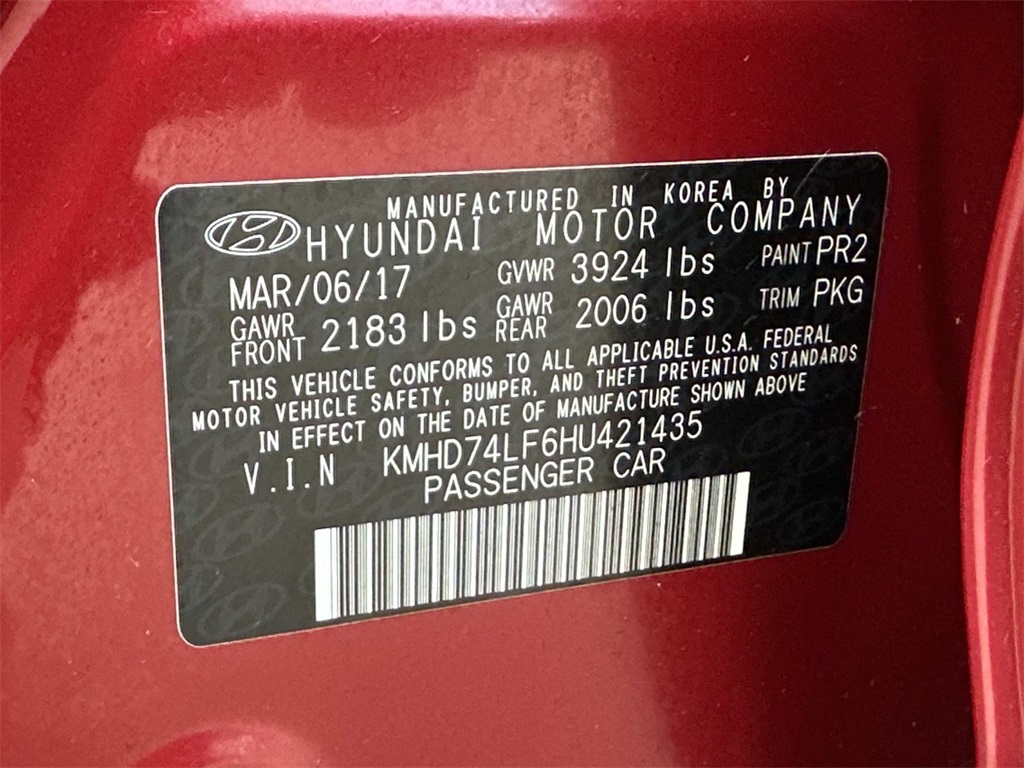 MANUFACTURED IN KOREA BY
HYUNDAI MOTOR COMPANY
MAR/06/17 GVWR 3924 lbs PAINT PR2
GAWR FRONT 2183 lbs GAWR REAR 2006 lbs TRIM PKG
THIS VEHICLE CONFORMS TO ALL APPLICABLE U.S.A. FEDERAL
MOTOR VEHICLE SAFETY, BUMPER, AND THEFT PREVENTION STANDARDS
IN EFFECT ON THE DATE OF MANUFACTURE SHOWN ABOVE
V.I.N KMHD74LF6HU421435
PASSENGER CAR